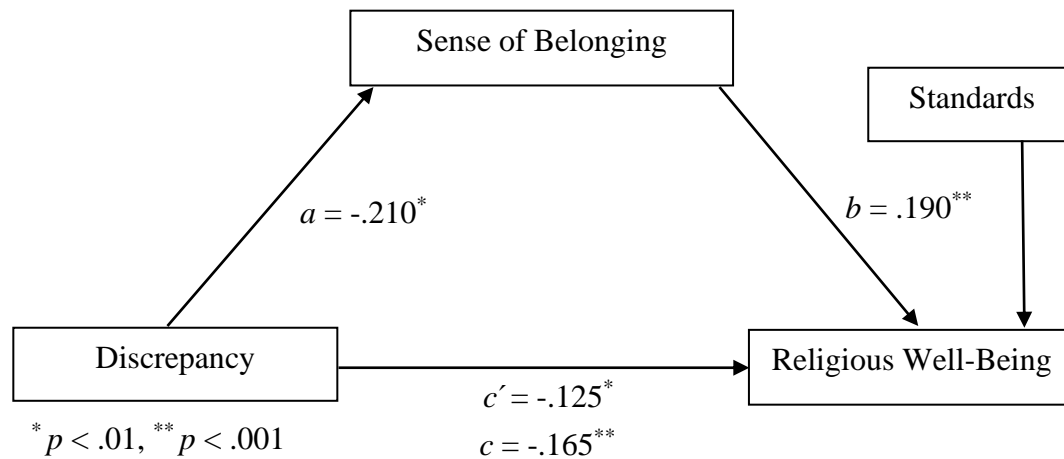 Sense of Belonging
Standards
a = -.210*
b = .190**
Discrepancy
Religious Well-Being
c´ = -.125*
* p < .01, ** p < .001
c = -.165**